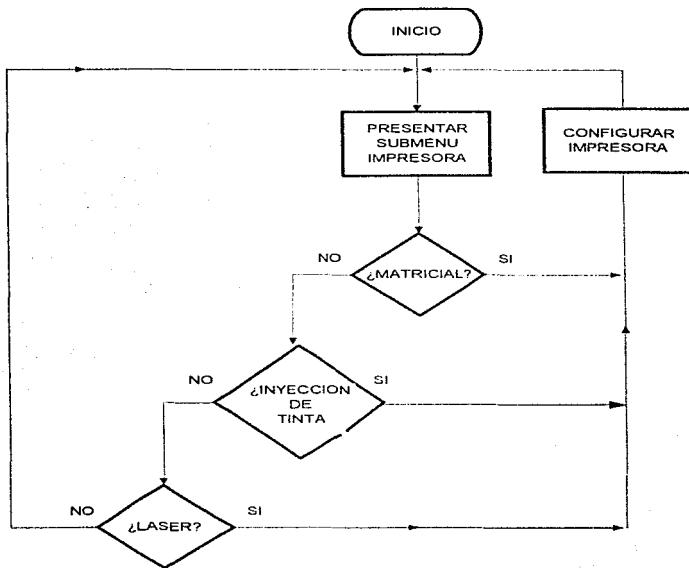 INICIO
PRESENTAR
SUBMENU
IMPRESORA
CONFIGURAR
IMPRESORA
NO
¿MATRICIAL?
SI
NO
¿INYECCION
DE
TINTA
SI
NO
¿LASER?
SI